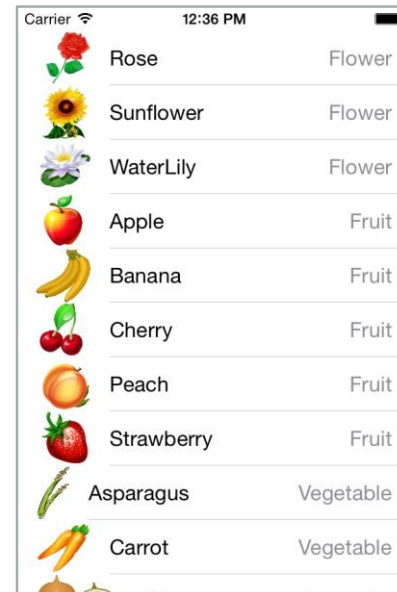 Carrier 12:36 PM
Rose Flower
Sunflower Flower
WaterLily Flower
Apple Fruit
Banana Fruit
Cherry Fruit
Peach Fruit
Strawberry Fruit
Asparagus Vegetable
Carrot Vegetable